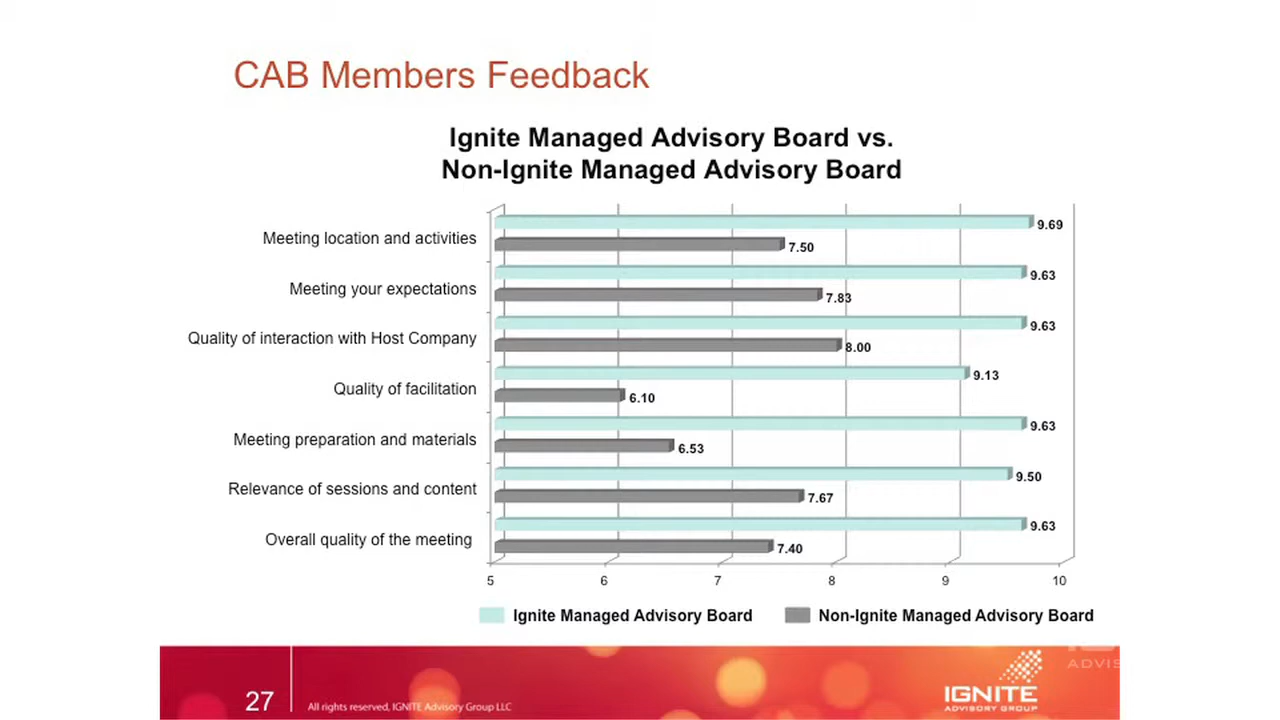 CAB Members Feedback
Ignite Managed Advisory Board vs.
Non-Ignite Managed Advisory Board
Meeting location and activities
9.69
7.50
Meeting your expectations
9.63
7.83
Quality of interaction with Host Company
9.63
8.00
Quality of facilitation
9.13
6.10
Meeting preparation and materials
9.63
6.53
Relevance of sessions and content
9.50
7.67
Overall quality of the meeting
9.63
7.40
5 6 7 8 9 10
Ignite Managed Advisory Board Non-Ignite Managed Advisory Board
27
All rights reserved, IGNITE Advisory Group LLC
IGNITE
ADVISORY GROUP
ADVIS